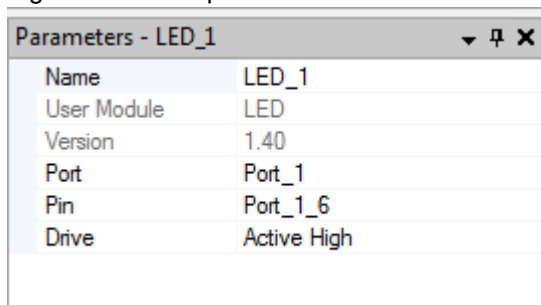 Parameters - LED_1
Name LED_1
User Module LED
Version 1.40
Port Port_1
Pin Port_1_6
Drive Active High